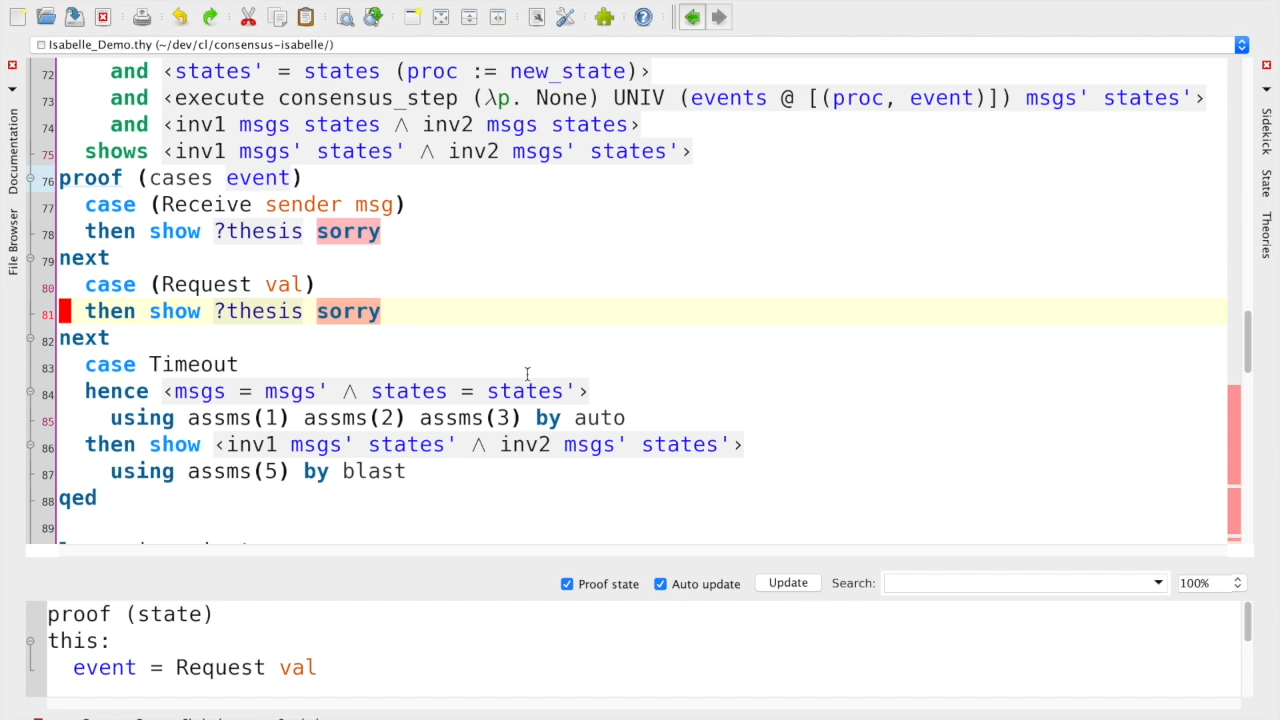 Isabelle_Demo.thy (~/dev/cl/consensus-isabelle/)
72 and ‹states' = states (proc := new_state)›
73 and ‹execute consensus_step (λp. None) UNIV (events @ [(proc, event)]) msgs' states'›
74 and ‹inv1 msgs states ∧ inv2 msgs states›
75 shows ‹inv1 msgs' states' ∧ inv2 msgs' states'›
76 proof (cases event)
77 case (Receive sender msg)
78 then show ?thesis sorry
79 next
80 case (Request val)
81 then show ?thesis sorry
82 next
83 case Timeout
84 hence ‹msgs = msgs' ∧ states = states'›
85 using assms(1) assms(2) assms(3) by auto
86 then show ‹inv1 msgs' states' ∧ inv2 msgs' states'›
87 using assms(5) by blast
88 qed
89
Documentation
File Browser
Sidekick
State
Theories
Proof state
Auto update
Update
Search:
100%
proof (state)
this:
event = Request val